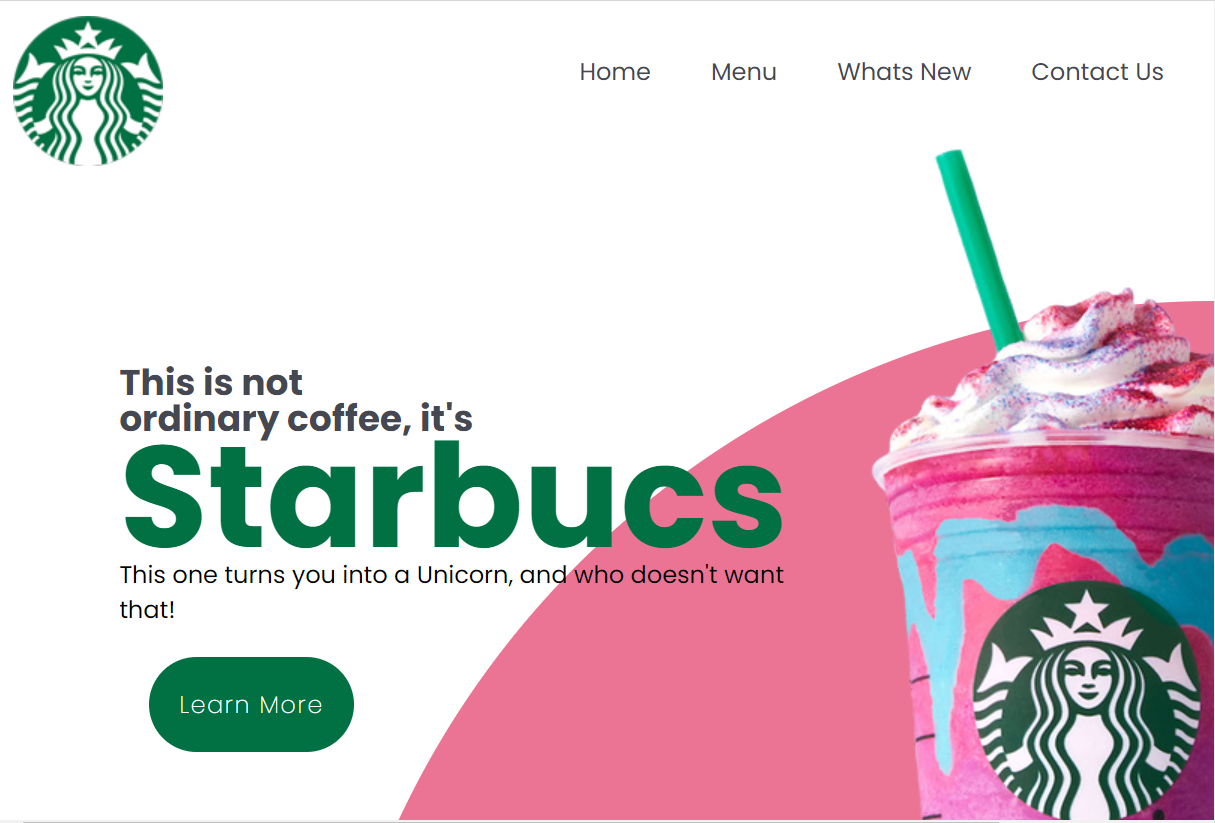 Home Menu Whats New Contact Us
This is not
ordinary coffee, it's
Starbucs
This one turns you into a Unicorn, and who doesn't want
that!
Learn More